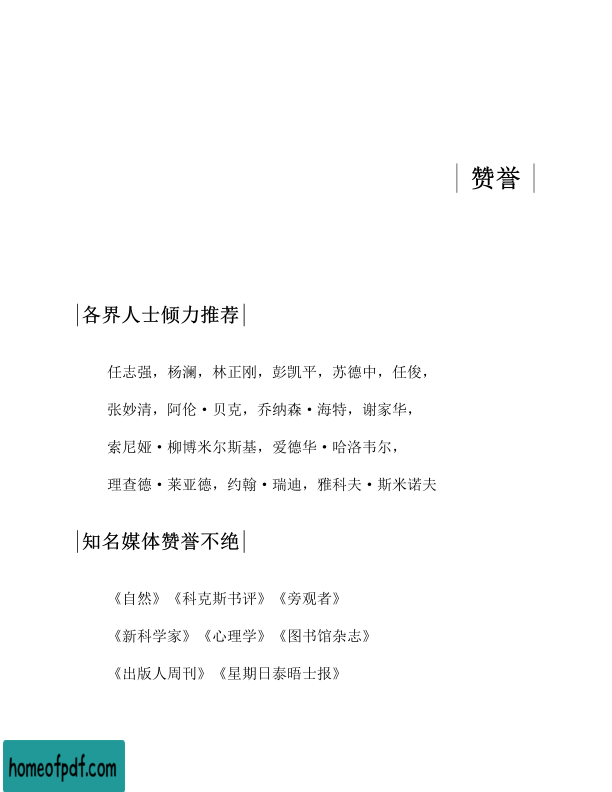 赞誉
各界人士倾力推荐
任志强，杨澜，林正刚，彭凯平，苏德中，任俊，
张妙清，阿伦·贝克，乔纳森·海特，谢家华，
索尼娅·柳博米尔斯基，爱德华·哈洛韦尔，
理查德·莱亚德，约翰·瑞迪，雅科夫·斯米诺夫
知名媒体赞誉不绝
《自然》《科克斯书评》《旁观者》
《新科学家》《心理学》《图书馆杂志》
《出版人周刊》《星期日泰晤士报》
homeofpdf.com